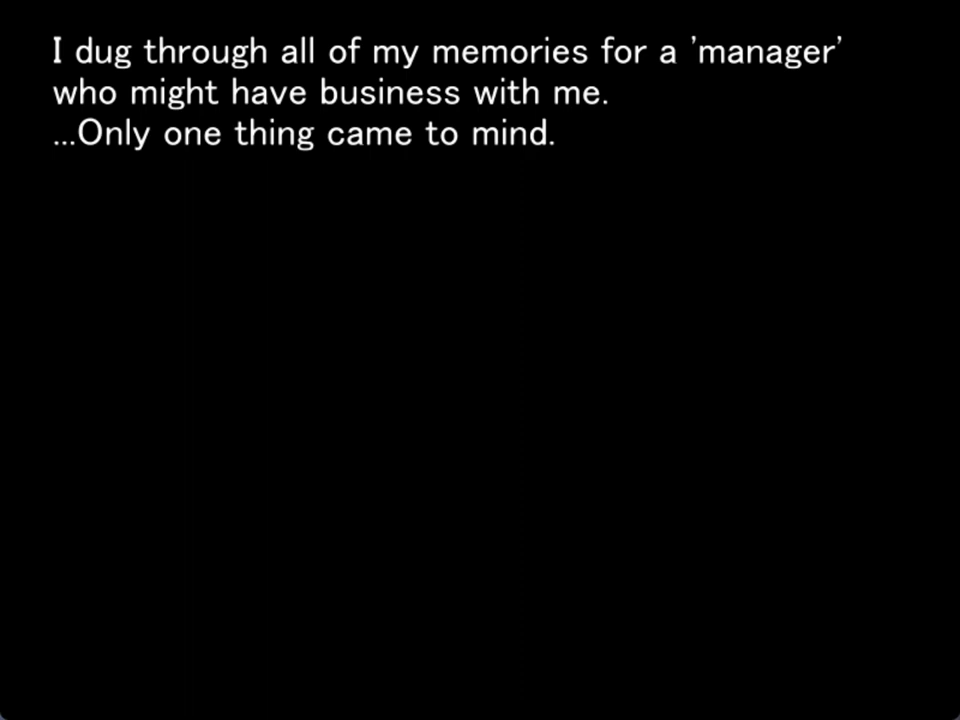 I dug through all of my memories for a 'manager'
who might have business with me.
...Only one thing came to mind.